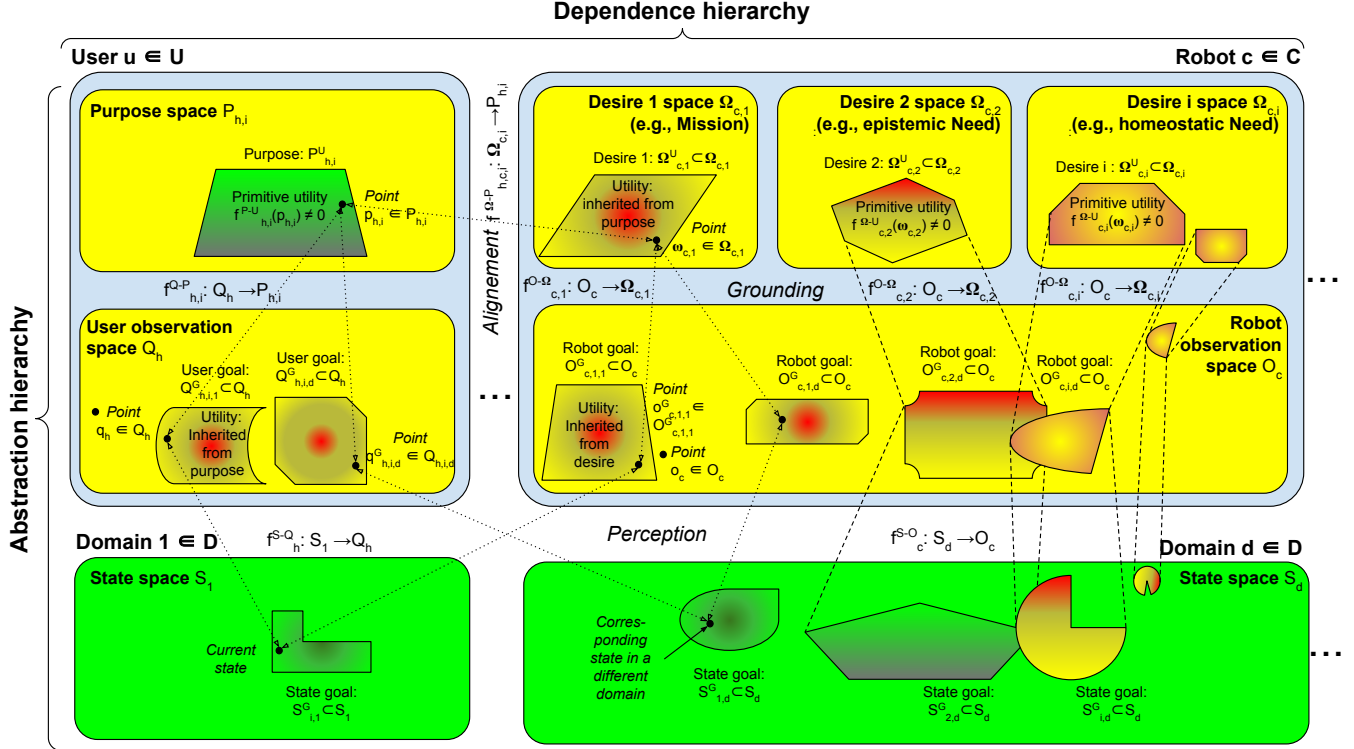 Dependence hierarchy
User u ∈ U
Robot c ∈ C
Abstraction hierarchy
Purpose space P_h,i
Purpose: P^U_h,i
Primitive utility
f^P-U_h,i(p_h,i) ≠ 0
Point
p_h,i ∈ P_h,i
Alignement f^Ω-P_h,c,i: Ω_c,i → P_h,i
Desire 1 space Ω_c,1
(e.g., Mission)
Desire 1: Ω^U_c,1⊂Ω_c,1
Utility:
inherited from
purpose
Point
ω_c,1 ∈ Ω_c,1
Desire 2 space Ω_c,2
(e.g., epistemic Need)
:
Desire 2: Ω^U_c,2⊂Ω_c,2
Primitive utility
f^Ω-U_c,2(ω_c,2) ≠ 0
Desire i space Ω_c,i
(e.g., homeostatic Need)
:
Desire i : Ω^U_c,i⊂Ω_c,i
Primitive utility
f^Ω-U_c,i(ω_c,i) ≠ 0
...
f^Q-P_h,i: Q_h → P_h,i
f^O-Ω_c,1: O_c → Ω_c,1
Grounding
f^O-Ω_c,2: O_c → Ω_c,2
f^O-Ω_c,i: O_c → Ω_c,i
User observation
space Q_h
User goal:
Q^G_h,i,1⊂Q_h
User goal:
Q^G_h,i,d⊂Q_h
Point
q_h ∈ Q_h
Utility:
Inherited
from
purpose
Point
q^G_h,i,d ∈ Q_h,i,d
...
Robot
observation
space O_c
Robot goal:
O^G_c,1,1⊂O_c
Utility:
Inherited
from
desire
Point
o^G_c,1,1 ∈
O^G_c,1,1
Point
o_c ∈ O_c
Robot goal:
O^G_c,1,d⊂O_c
Robot goal:
O^G_c,2,d⊂O_c
Robot goal:
O^G_c,i,d⊂O_c
Domain 1 ∈ D
f^S-Q_h: S_1 → Q_h
Perception
f^S-O_c: S_d → O_c
Domain d ∈ D
State space S_1
Current
state
State goal:
S^G_i,1⊂S_1
State space S_d
Corres-
ponding
state in a
different
domain
State goal:
S^G_1,d⊂S_d
State goal:
S^G_2,d⊂S_d
State goal:
S^G_i,d⊂S_d
...